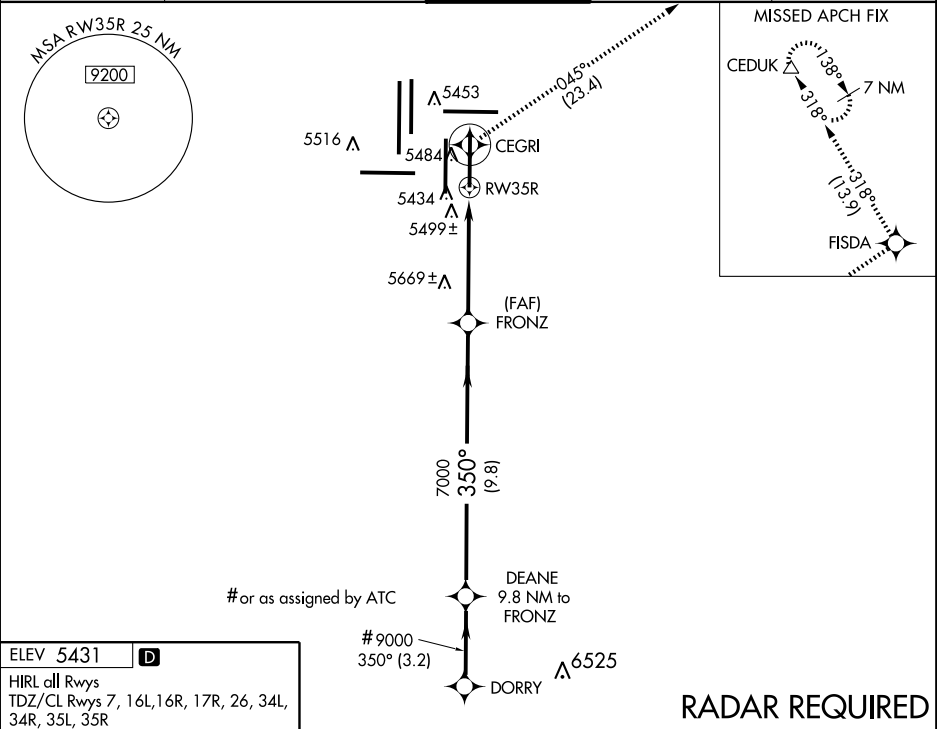 MSA RW35R 25 NM
9200
MISSED APCH FIX
CEDUK
138°
7 NM
318°
318°
(13.9)
FISDA
045°
(23.4)
5453
5516
5484
CEGRI
5434
RW35R
5499±
5669±
(FAF)
FRONZ
7000
350°
(9.8)
#or as assigned by ATC
DEANE
9.8 NM to
FRONZ
#9000
350° (3.2)
6525
DORRY
ELEV 5431 D
HIRL all Rwys
TDZ/CL Rwys 7, 16L,16R, 17R, 26, 34L,
34R, 35L, 35R
RADAR REQUIRED